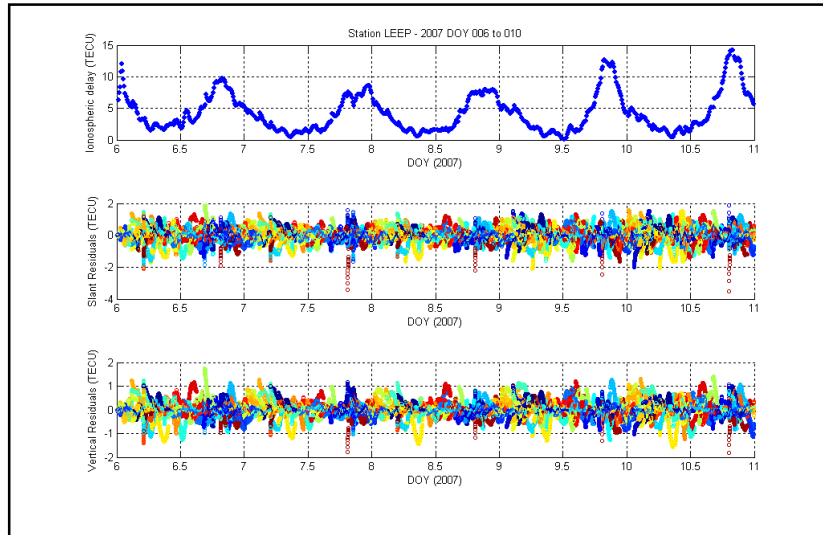 Station LEEP - 2007 DOY 006 to 010
Ionospheric delay (TECU)
15
10
5
0
6 6.5 7 7.5 8 8.5 9 9.5 10 10.5 11
DOY (2007)
Slant Residuals (TECU)
2
0
-2
-4
6 6.5 7 7.5 8 8.5 9 9.5 10 10.5 11
DOY (2007)
Vertical Residuals (TECU)
2
1
0
-1
-2
6 6.5 7 7.5 8 8.5 9 9.5 10 10.5 11
DOY (2007)